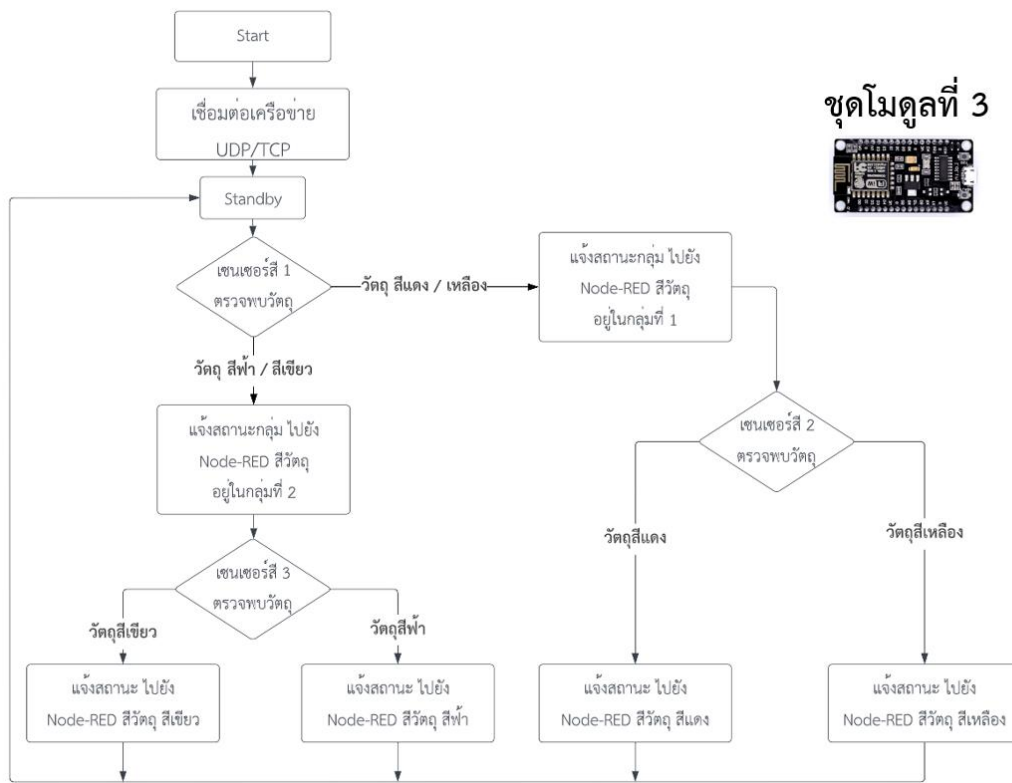 Start
ชุดโมดูลที่ 3
เชื่อมต่อเครือข่าย
UDP/TCP
Standby
เซนเซอร์สี 1
ตรวจพบวัตถุ
วัตถุ สีแดง / เหลือง
แจ้งสถานะกลุ่ม ไปยัง
Node-RED สีวัตถุ
อยู่ในกลุ่มที่ 1
วัตถุ สีฟ้า / สีเขียว
แจ้งสถานะกลุ่ม ไปยัง
Node-RED สีวัตถุ
อยู่ในกลุ่มที่ 2
เซนเซอร์สี 2
ตรวจพบวัตถุ
วัตถุสีแดง
วัตถุสีเหลือง
เซนเซอร์สี 3
ตรวจพบวัตถุ
วัตถุสีเขียว
วัตถุสีฟ้า
แจ้งสถานะ ไปยัง
Node-RED สีวัตถุ สีเขียว
แจ้งสถานะ ไปยัง
Node-RED สีวัตถุ สีฟ้า
แจ้งสถานะ ไปยัง
Node-RED สีวัตถุ สีแดง
แจ้งสถานะ ไปยัง
Node-RED สีวัตถุ สีเหลือง